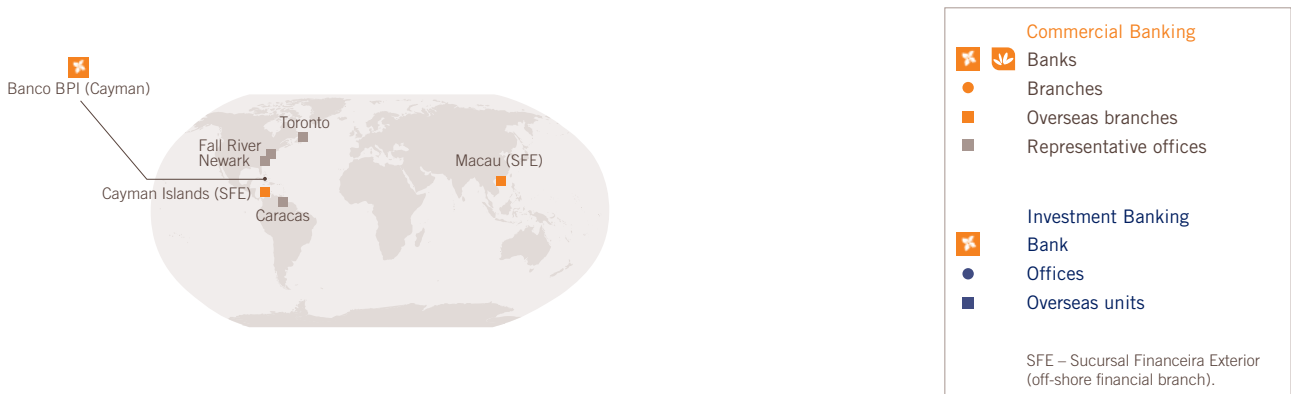 Banco BPI (Cayman)
Toronto
Fall River
Newark
Macau (SFE)
Cayman Islands (SFE)
Caracas
Commercial Banking
Banks
Branches
Overseas branches
Representative offices
Investment Banking
Bank
Offices
Overseas units
SFE – Sucursal Financeira Exterior
(off-shore financial branch).